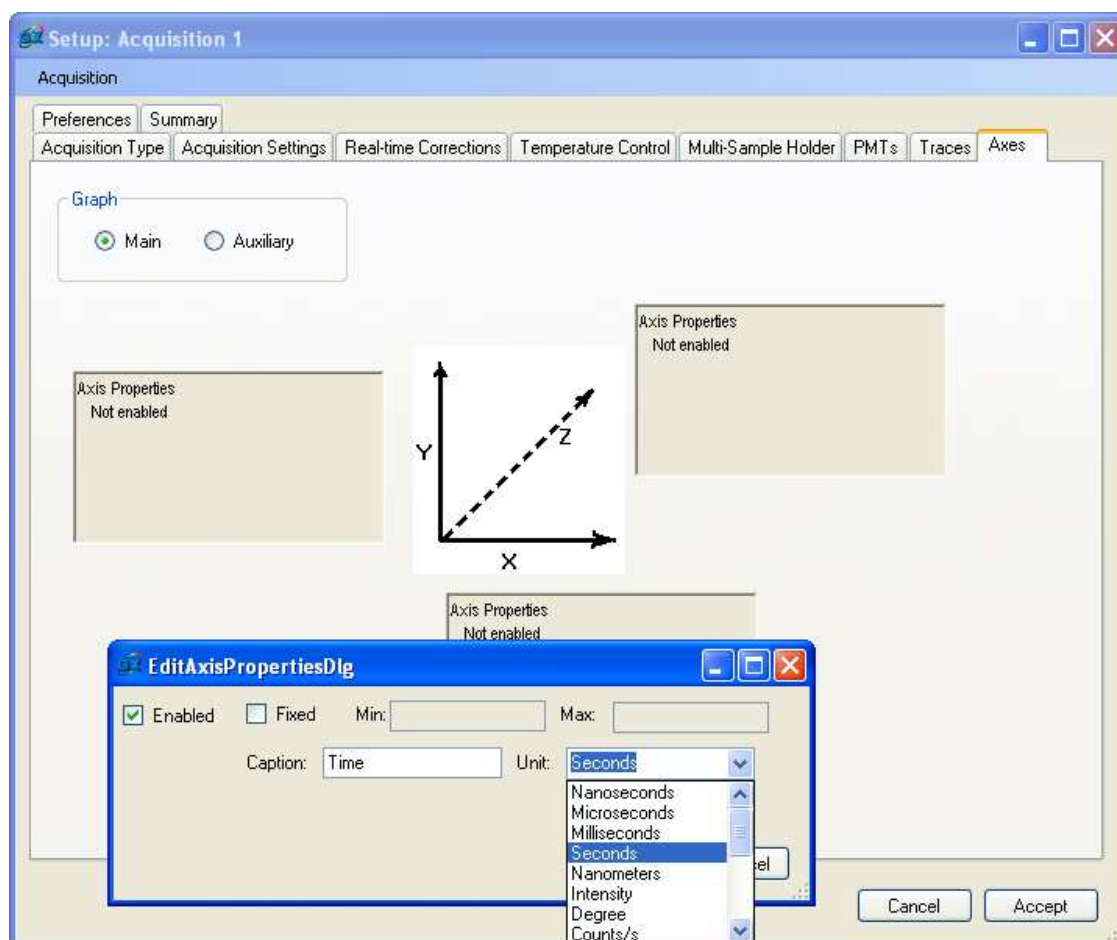 Setup: Acquisition 1
Acquisition
Preferences Summary
Acquisition Type Acquisition Settings Real-time Corrections Temperature Control Multi-Sample Holder PMTs Traces Axes
Graph
Main Auxiliary
Axis Properties
Not enabled
Axis Properties
Not enabled
Y
Z
X
Axis Properties
Not enabled
EditAxisPropertiesDlg
Enabled Fixed Min: Max:
Caption: Time Unit: Seconds
Nanoseconds
Microseconds
Milliseconds
Seconds
Nanometers
Intensity
Degree
Counts/s
Cancel Accept